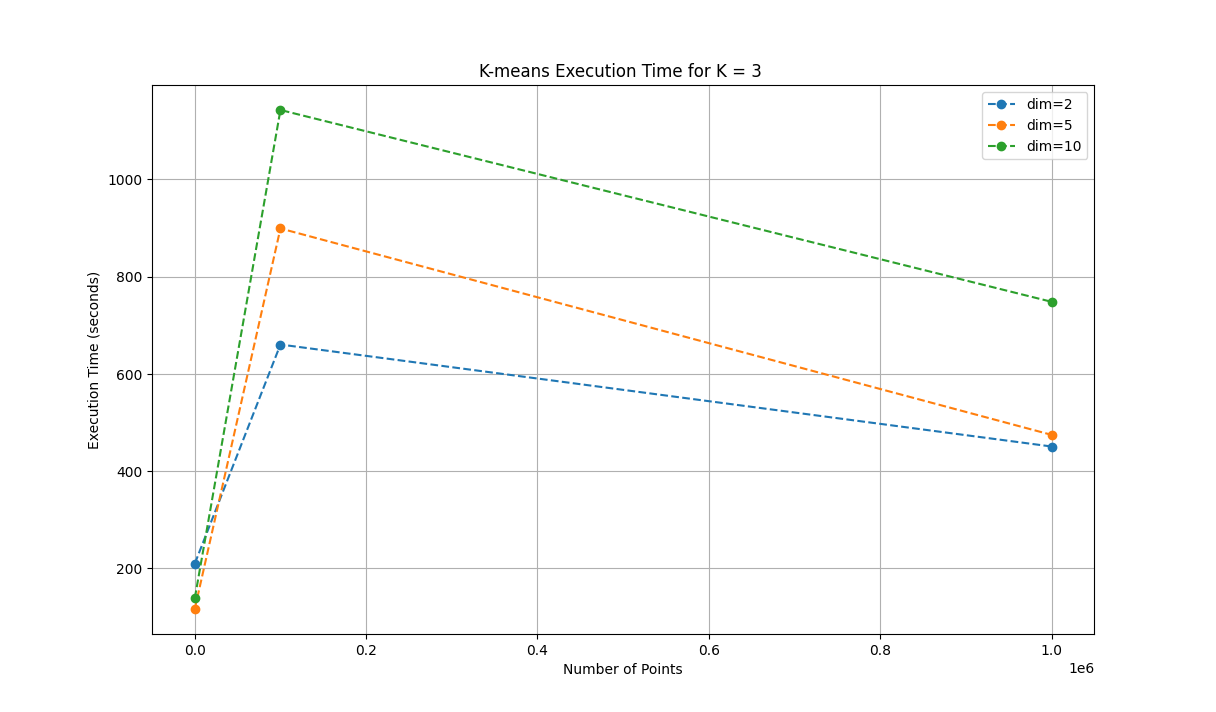 K-means Execution Time for K = 3
dim=2
dim=5
dim=10
Execution Time (seconds)
1000
800
600
400
200
0.0 0.2 0.4 0.6 0.8 1.0
1e6
Number of Points